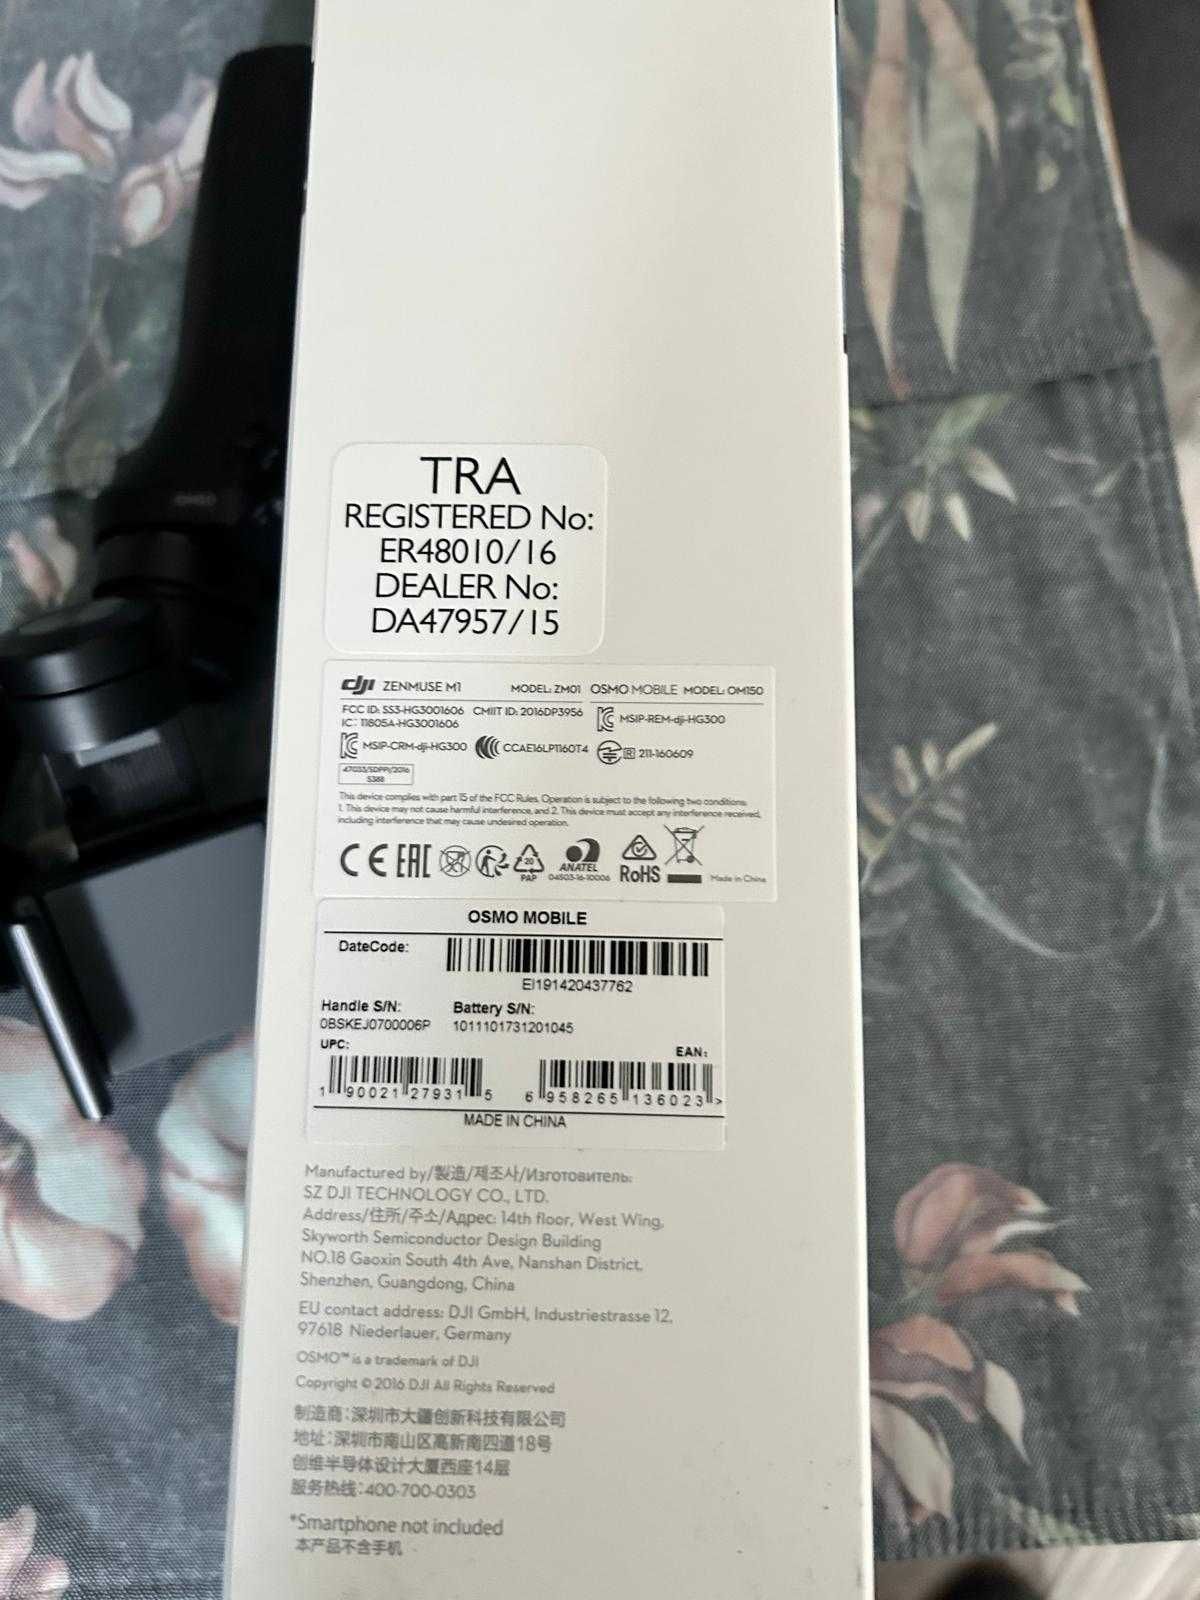 TRA
REGISTERED No:
ER48010/16
DEALER No:
DA47957/15
dji ZENMUSE M1 MODEL: ZM01 OSMO MOBILE MODEL: OM150
FCC ID: SS3-HG3001606 CMIIT ID: 2016DP3956
IC: 11805A-HG3001606
MSIP-REM-dji-HG300
MSIP-CRM-dji-HG300 CCAE16LP1160T4 R 211-160609
47033/SDPPI/2016
5388
This device complies with part 15 of the FCC Rules. Operation is subject to the following two conditions:
1. This device may not cause harmful interference, and 2. This device must accept any interference received,
including interference that may cause undesired operation.
CE EAC 20 PAP ANATEL 04503-16-10006 RoHS Made in China
OSMO MOBILE
DateCode:
EI191420437762
Handle S/N: Battery S/N:
0BSKEJ0700006P 1011101731201045
UPC: EAN:
1 90021 27931 5 6 958265 136023 >
MADE IN CHINA
Manufactured by/製造/제조사/Изготовитель:
SZ DJI TECHNOLOGY CO., LTD.
Address/住所/주소/Адрес: 14th floor, West Wing,
Skyworth Semiconductor Design Building
NO.18 Gaoxin South 4th Ave, Nanshan District,
Shenzhen, Guangdong, China
EU contact address: DJI GmbH, Industriestrasse 12,
97618 Niederlauer, Germany
OSMO™ is a trademark of DJI
Copyright © 2016 DJI All Rights Reserved
制造商:深圳市大疆创新科技有限公司
地址:深圳市南山区高新南四道18号
创维半导体设计大厦西座14层
服务热线:400-700-0303
*Smartphone not included
本产品不含手机